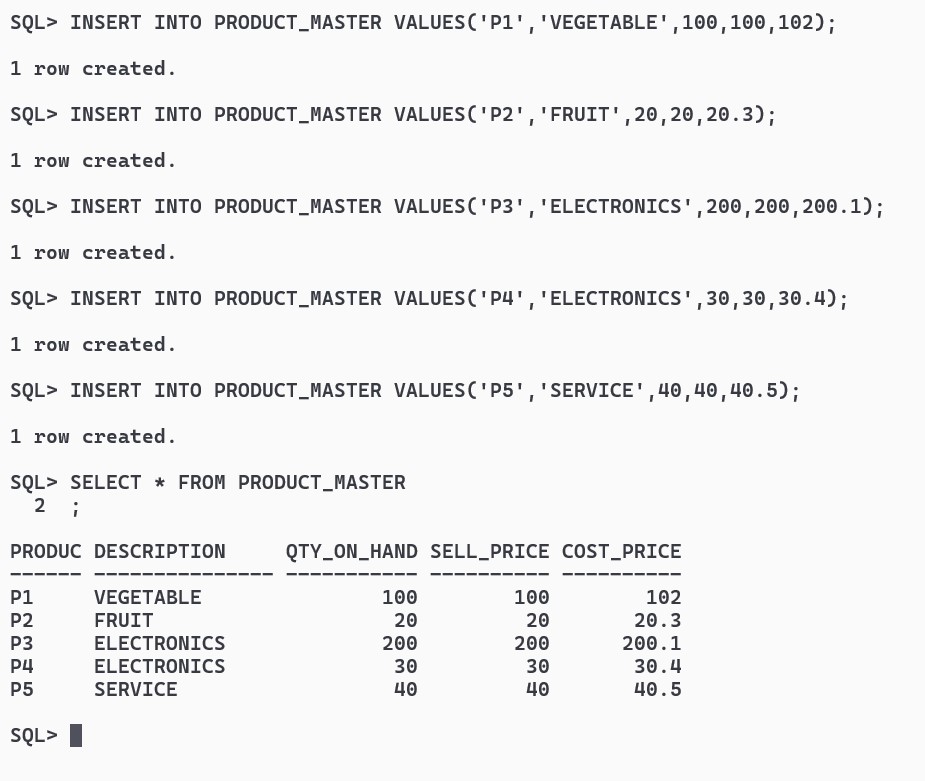 SQL> INSERT INTO PRODUCT_MASTER VALUES('P1','VEGETABLE',100,100,102);
1 row created.
SQL> INSERT INTO PRODUCT_MASTER VALUES('P2','FRUIT',20,20,20.3);
1 row created.
SQL> INSERT INTO PRODUCT_MASTER VALUES('P3','ELECTRONICS',200,200,200.1);
1 row created.
SQL> INSERT INTO PRODUCT_MASTER VALUES('P4','ELECTRONICS',30,30,30.4);
1 row created.
SQL> INSERT INTO PRODUCT_MASTER VALUES('P5','SERVICE',40,40,40.5);
1 row created.
SQL> SELECT * FROM PRODUCT_MASTER
  2  ;
PRODUC DESCRIPTION     QTY_ON_HAND SELL_PRICE COST_PRICE
------ --------------- ----------- ---------- ----------
P1     VEGETABLE               100        100        102
P2     FRUIT                    20         20       20.3
P3     ELECTRONICS             200        200      200.1
P4     ELECTRONICS              30         30       30.4
P5     SERVICE                  40         40       40.5
SQL>